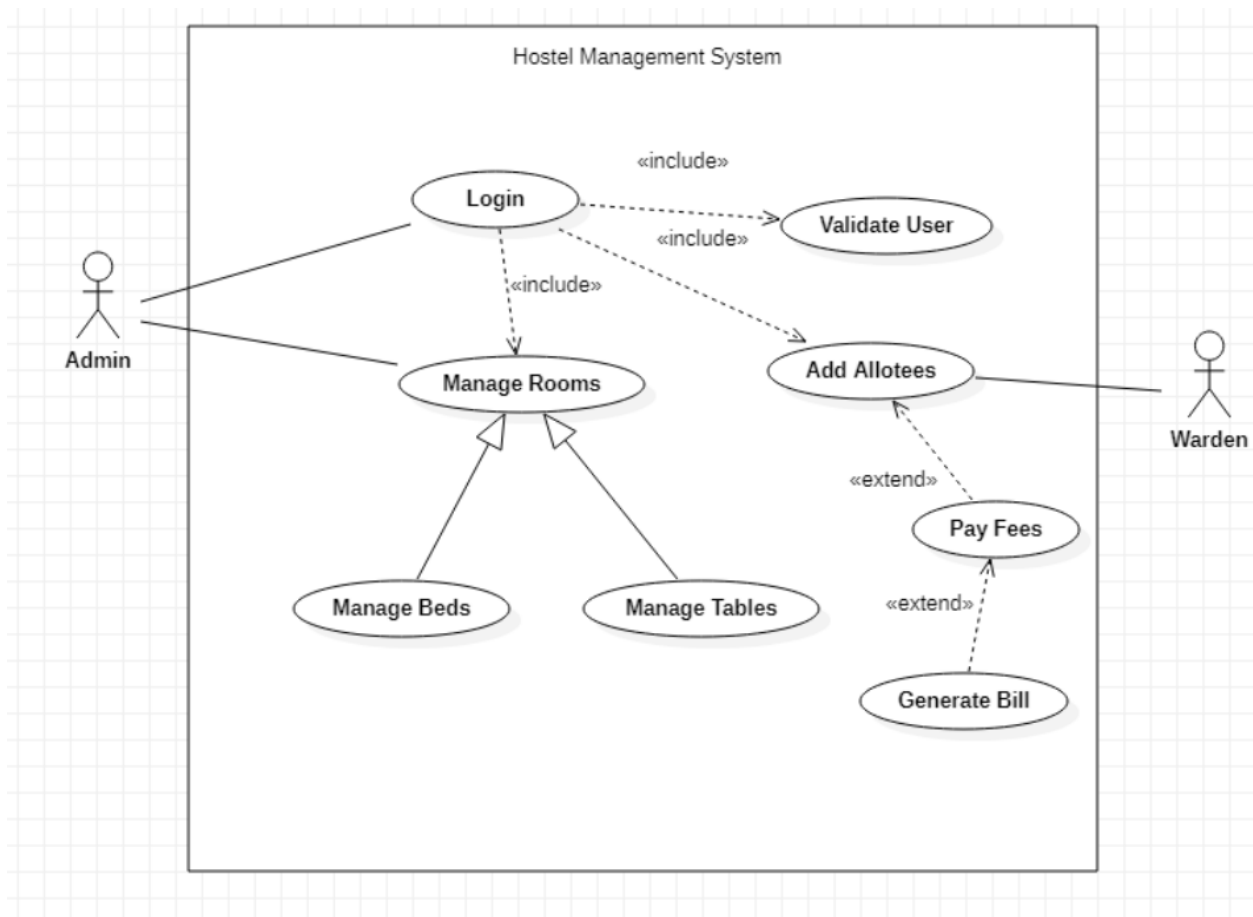 Hostel Management System
«include»
Login
Validate User
«include»
«include»
Admin
Add Allotees
Manage Rooms
Warden
«extend»
Pay Fees
«extend»
Manage Beds
Manage Tables
Generate Bill